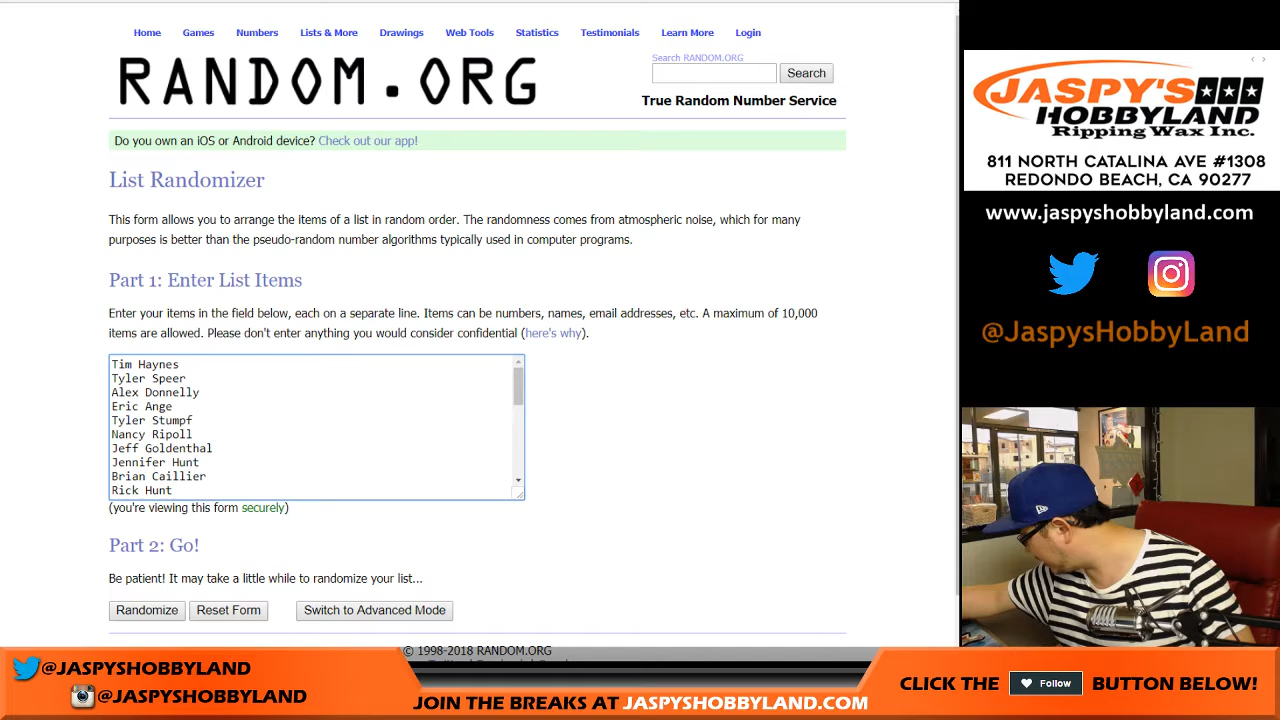 Home Games Numbers Lists & More Drawings Web Tools Statistics Testimonials Learn More Login
RANDOM.ORG
Search RANDOM.ORG
Search
True Random Number Service
Do you own an iOS or Android device? Check out our app!
List Randomizer
This form allows you to arrange the items of a list in random order. The randomness comes from atmospheric noise, which for many
purposes is better than the pseudo-random number algorithms typically used in computer programs.
Part 1: Enter List Items
Enter your items in the field below, each on a separate line. Items can be numbers, names, email addresses, etc. A maximum of 10,000
items are allowed. Please don't enter anything you would consider confidential (here's why).
Tim Haynes
Tyler Speer
Alex Donnelly
Eric Ange
Tyler Stumpf
Nancy Ripoll
Jeff Goldenthal
Jennifer Hunt
Brian Caillier
Rick Hunt
(you're viewing this form securely)
Part 2: Go!
Be patient! It may take a little while to randomize your list...
Randomize Reset Form Switch to Advanced Mode
© 1998-2018 RANDOM.ORG
JASPY'S
HOBBYLAND
Ripping Wax Inc.
811 NORTH CATALINA AVE #1308
REDONDO BEACH, CA 90277
www.jaspyshobbyland.com
@JaspysHobbyLand
@JASPYSHOBBYLAND
@JASPYSHOBBYLAND
JOIN THE BREAKS AT JASPYSHOBBYLAND.COM
CLICK THE Follow BUTTON BELOW!